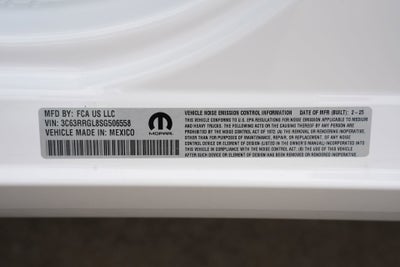 MFD BY: FCA US LLC
VIN: 3C63RRGL8SG506558
VEHICLE MADE IN: MEXICO
MOPAR
VEHICLE NOISE EMISSION CONTROL INFORMATION DATE OF MFR (BUILT): 2-25
THIS VEHICLE CONFORMS TO U.S. EPA REGULATIONS FOR NOISE EMISSION APPLICABLE TO MEDIUM
AND HEAVY TRUCKS. THE FOLLOWING ACTS OR THE CAUSING THEREOF BY ANY PERSON ARE PROHIBITED
BY THE NOISE CONTROL ACT OF 1972 (A) THE REMOVAL OR RENDERING INOPERATIVE,
OTHER THAN FOR PURPOSES OF MAINTENANCE, REPAIR, OR REPLACEMENT, OF ANY NOISE
CONTROL DEVICE OR ELEMENT OF DESIGN (LISTED IN THE OWNER'S MANUAL) INCORPORATED
INTO THIS VEHICLE IN COMPLIANCE WITH THE NOISE CONTROL ACT; (B) THE USE OF THIS VEHICLE AFTER
SUCH DEVICE OR ELEMENT OF DESIGN HAS BEEN REMOVED OR RENDERED INOPERATIVE.